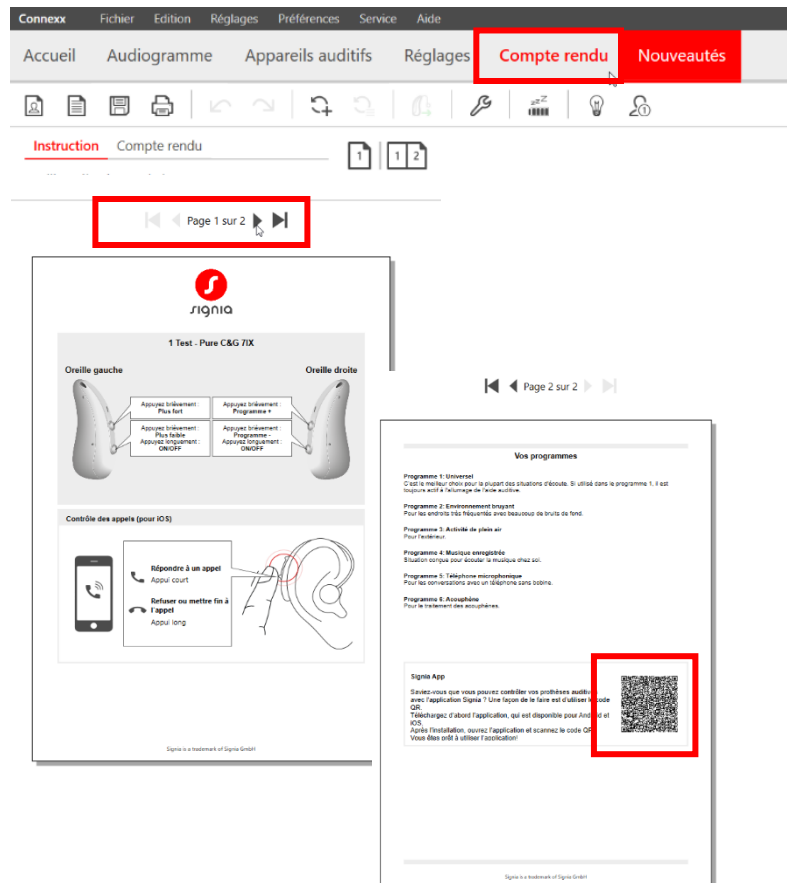 Connexx Fichier Edition Réglages Préférences Service Aide
Accueil Audiogramme Appareils auditifs Réglages Compte rendu Nouveautés
Instruction Compte rendu
1 1 2
Page 1 sur 2
signia
1 Test - Pure C&G 7IX
Oreille gauche
Oreille droite
Appuyez brièvement :
Plus fort
Appuyez brièvement :
Programme +
Appuyez brièvement :
Plus faible
Appuyez longuement :
ON/OFF
Appuyez brièvement :
Programme -
Appuyez longuement :
ON/OFF
Contrôle des appels (pour iOS)
Répondre à un appel
Appui court
Refuser ou mettre fin à
l'appel
Appui long
Signia is a trademark of Signia GmbH
Page 2 sur 2
Vos programmes
Programme 1: Universel
C'est le meilleur choix pour la plupart des situations d'écoute. Si utilisé dans le programme 1, il est
toujours actif à l'allumage de l'aide auditive.
Programme 2: Environnement bruyant
Pour les endroits très fréquentés avec beaucoup de bruits de fond.
Programme 3: Activité de plein air
Pour l'extérieur.
Programme 4: Musique enregistrée
Situation conçue pour écouter la musique chez soi.
Programme 5: Téléphone microphonique
Pour les conversations avec un téléphone sans bobine.
Programme 6: Acouphène
Pour le traitement des acouphènes.
Signia App
Saviez-vous que vous pouvez contrôler vos prothèses auditives
avec l'application Signia ? Une façon de le faire est d'utiliser le code
QR.
Téléchargez d'abord l'application, qui est disponible pour Android et
iOS.
Après l'installation, ouvrez l'application et scannez le code QR.
Vous êtes prêt à utiliser l'application!
Signia is a trademark of Signia GmbH